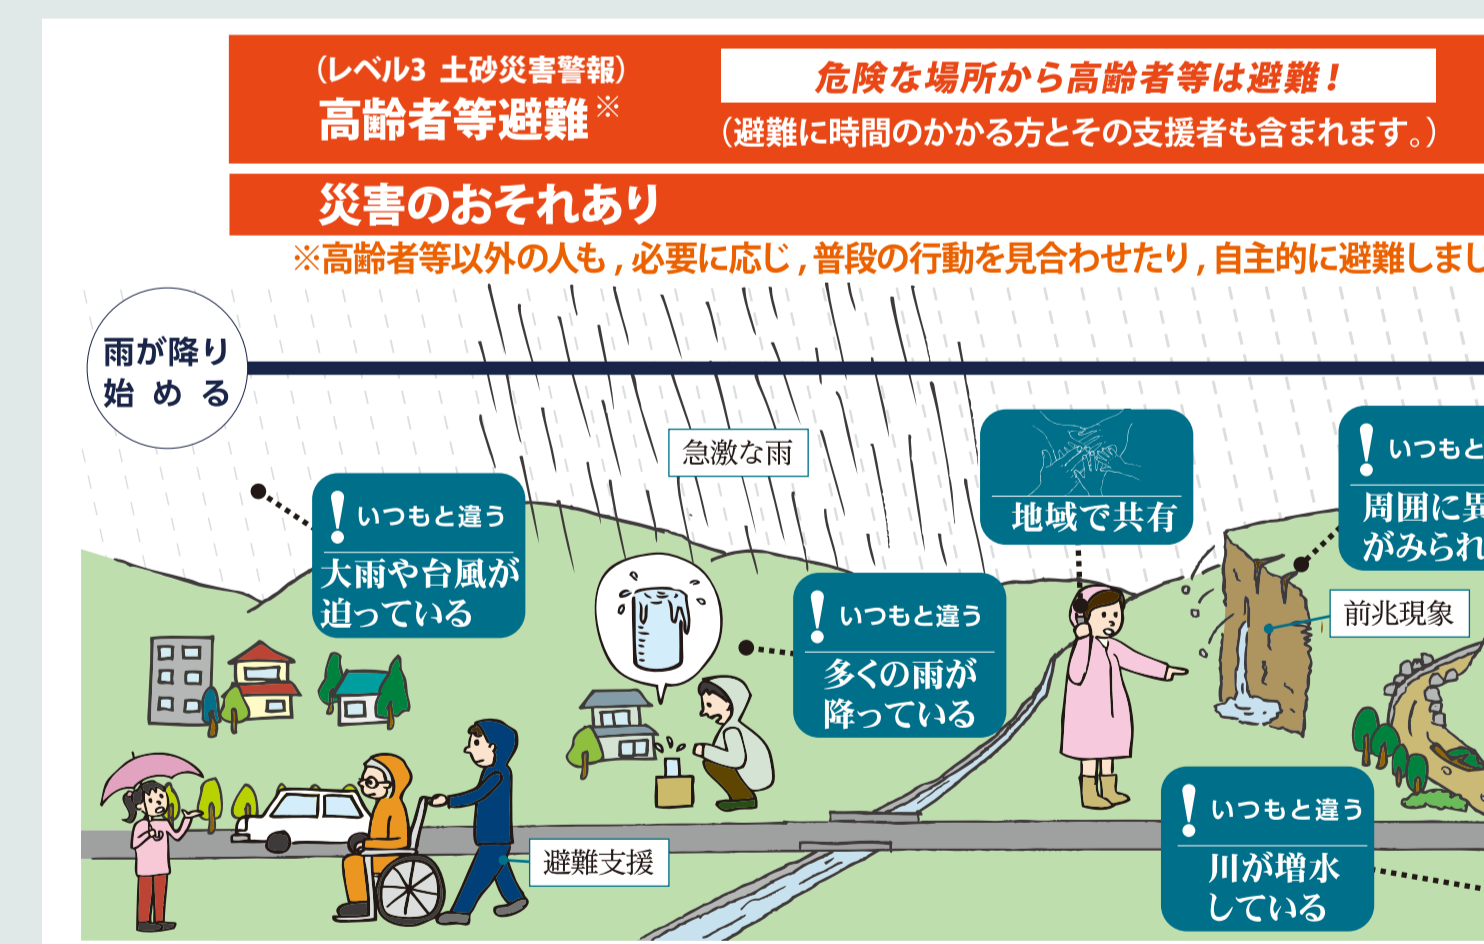 （レベル3 土砂災害警報）
高齢者等避難※
危険な場所から高齢者等は避難！
（避難に時間のかかる方とその支援者も含まれます。）
災害のおそれあり
※高齢者等以外の人も,必要に応じ,普段の行動を見合わせたり,自主的に避難しまし
雨が降り
始める
急激な雨
地域で共有
！いつもと
周囲に異
がみられ
！いつもと違う
大雨や台風が
迫っている
！いつもと違う
多くの雨が
降っている
前兆現象
！いつもと違う
川が増水
している
避難支援